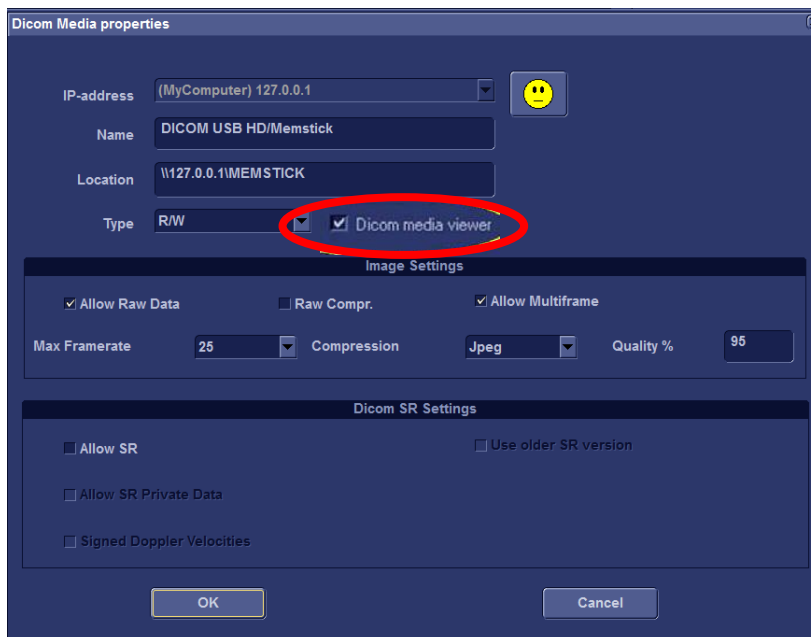 Dicom Media properties
IP-address (MyComputer) 127.0.0.1
Name DICOM USB HD/Memstick
Location \\127.0.0.1\MEMSTICK
Type R/W Dicom media viewer
Image Settings
Allow Raw Data Raw Compr. Allow Multiframe
Max Framerate 25 Compression Jpeg Quality % 95
Dicom SR Settings
Allow SR Use older SR version
Allow SR Private Data
Signed Doppler Velocities
OK Cancel